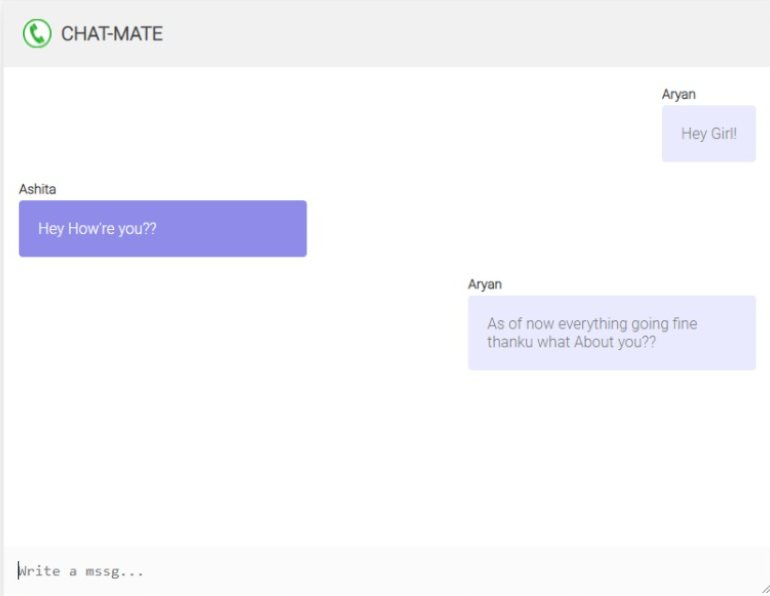 CHAT-MATE
Aryan
Hey Girl!
Ashita
Hey How're you??
Aryan
As of now everything going fine
thanku what About you??
Write a mssg...